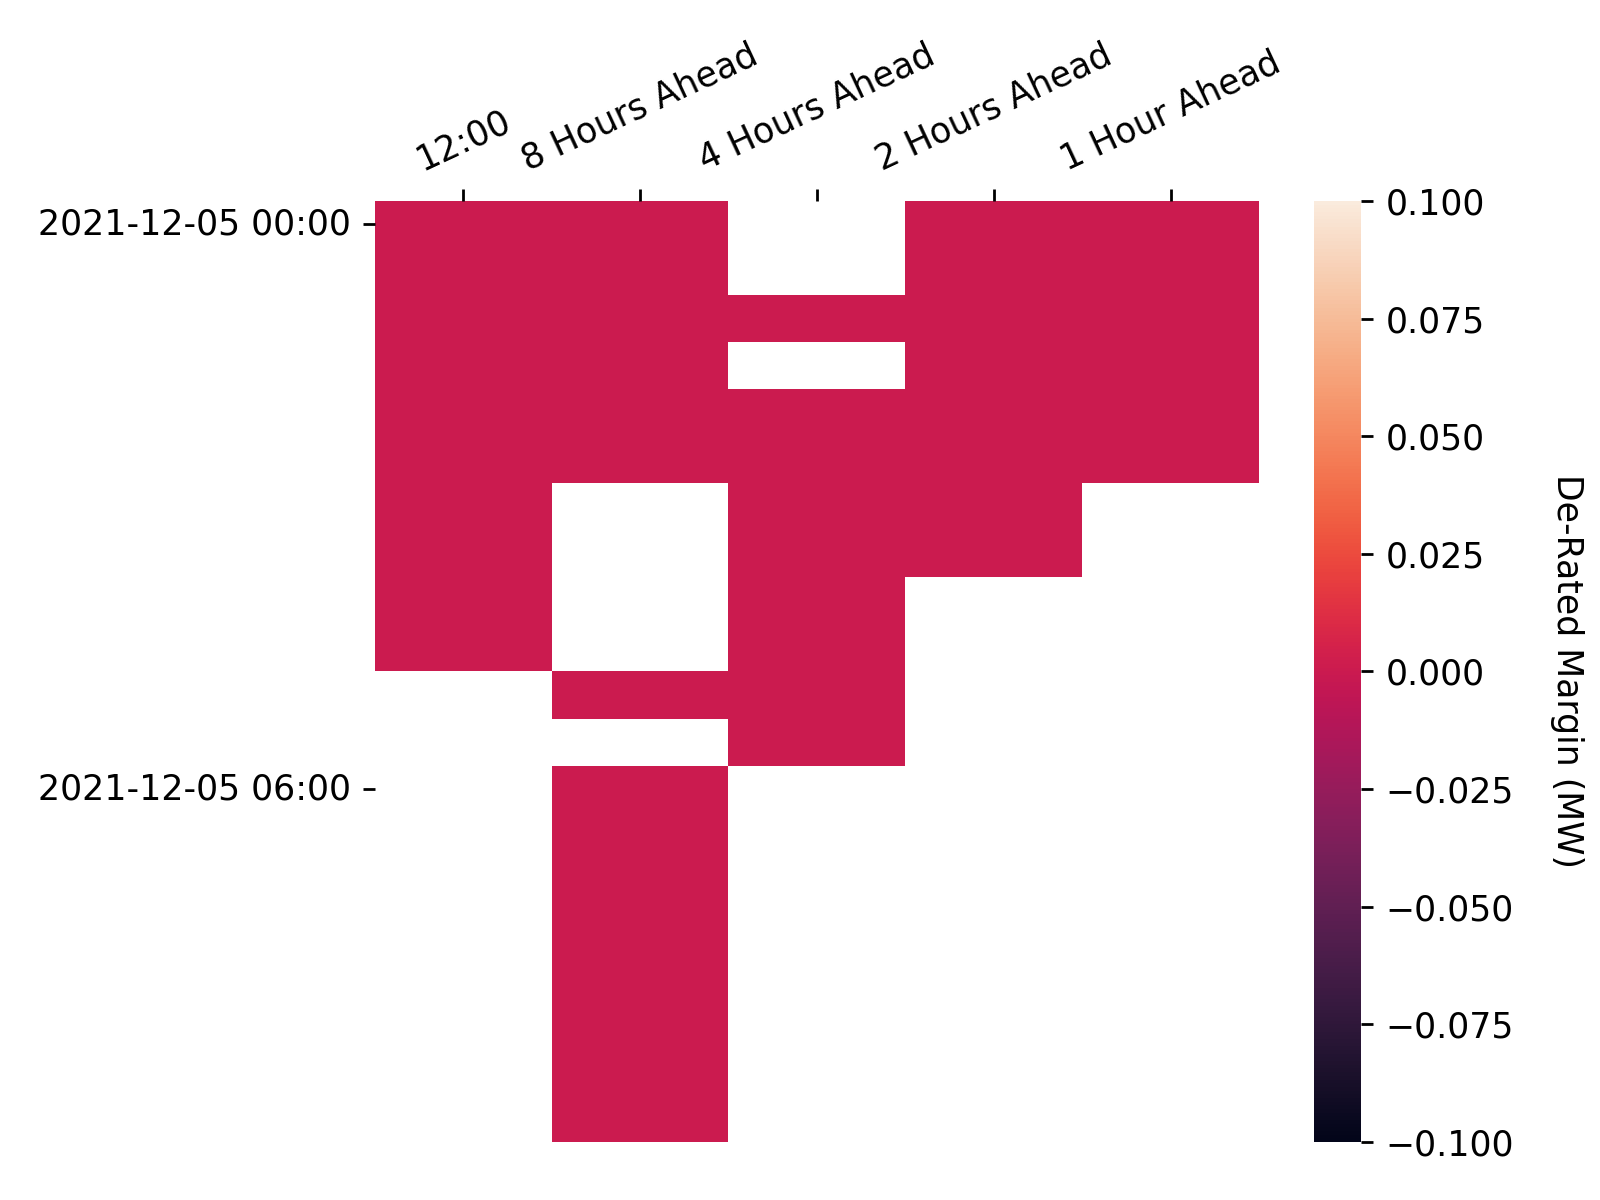 12:00
8 Hours Ahead
4 Hours Ahead
2 Hours Ahead
1 Hour Ahead
2021-12-05 00:00
2021-12-05 06:00
0.100
0.075
0.050
0.025
0.000
−0.025
−0.050
−0.075
−0.100
De-Rated Margin (MW)